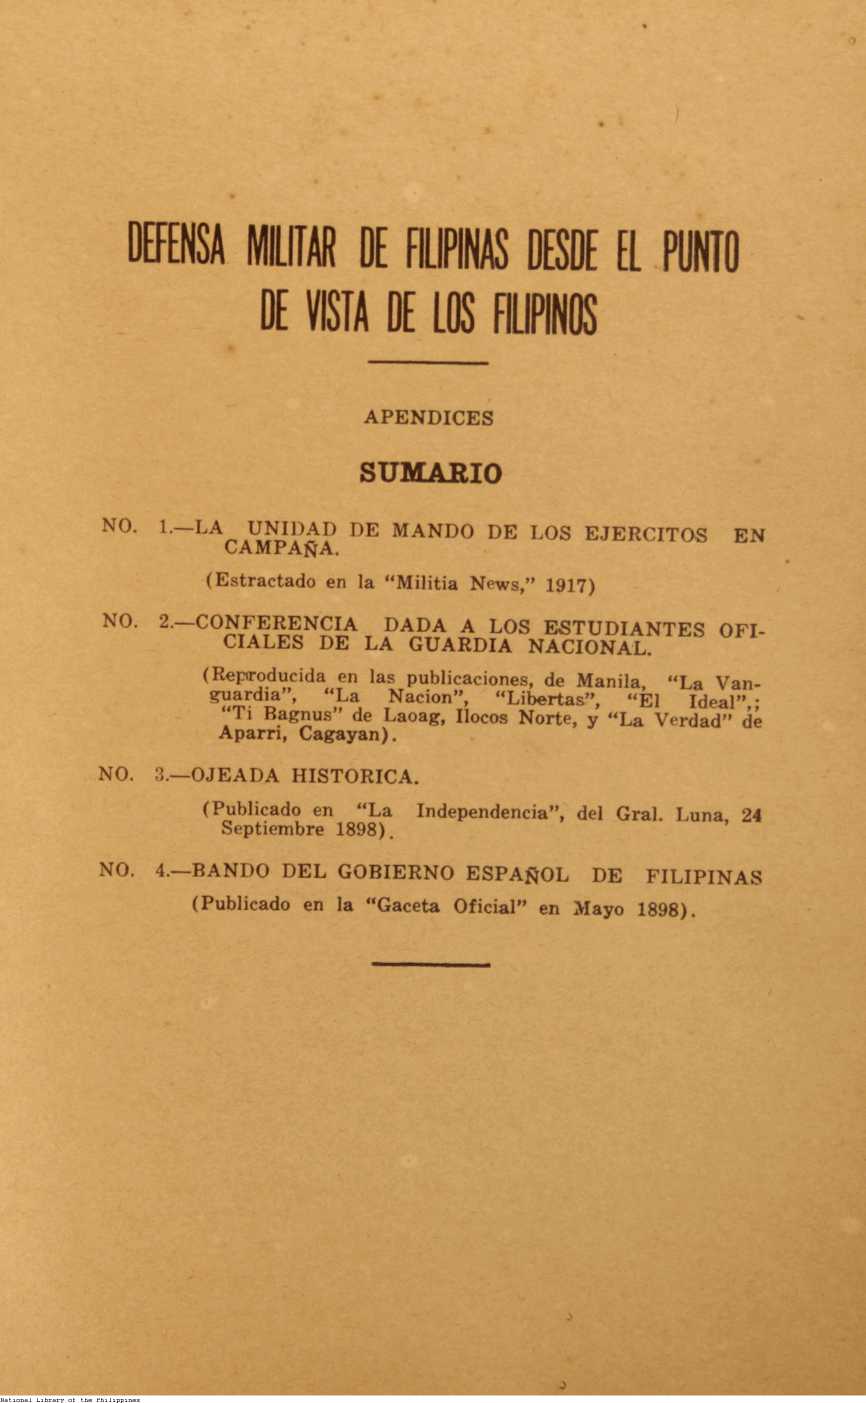 DEFENSA MILITAR DE FILIPINAS DESDE EL PUNTO
DE VISTA DE LOS FILIPINOS
APENDICES
SUMARIO
NO. 1.—LA UNIDAD DE MANDO DE LOS EJERCITOS EN
CAMPAÑA.
(Estractado en la “Militia News,” 1917)
NO. 2.—CONFERENCIA DADA A LOS ESTUDIANTES OFI-
CIALES DE LA GUARDIA NACIONAL.
(Reproducida en las publicaciones, de Manila, “La Van-
guardia”, “La Nacion”, “Libertas”, “El Ideal”,;
“Ti Bagnus” de Laoag, Ilocos Norte, y “La Verdad” de
Aparri, Cagayan).
NO. 3.—OJEADA HISTORICA.
(Publicado en “La Independencia”, del Gral. Luna, 24
Septiembre 1898).
NO. 4.—BANDO DEL GOBIERNO ESPAÑOL DE FILIPINAS
(Publicado en la “Gaceta Oficial” en Mayo 1898).
National Library of the Philippines